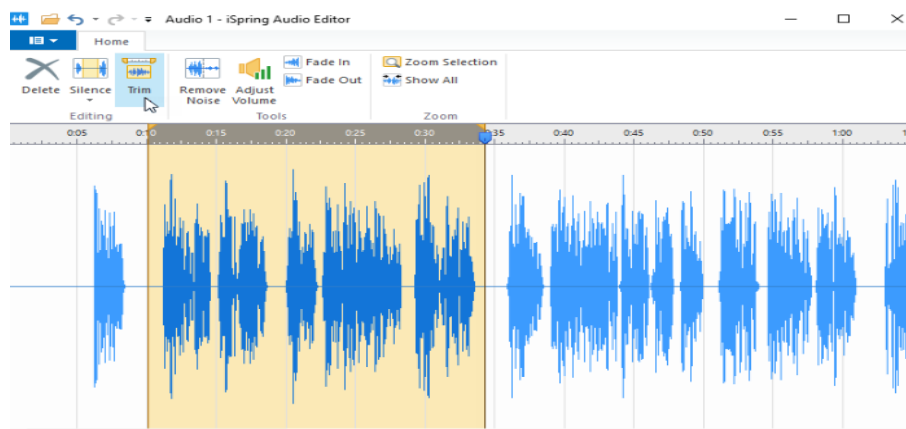 Audio 1 - iSpring Audio Editor
Home
Delete Silence Trim Remove Noise Adjust Volume Fade In Fade Out Zoom Selection Show All
Editing Tools Zoom
0:05 0:10 0:15 0:20 0:25 0:30 0:35 0:40 0:45 0:50 0:55 1:00